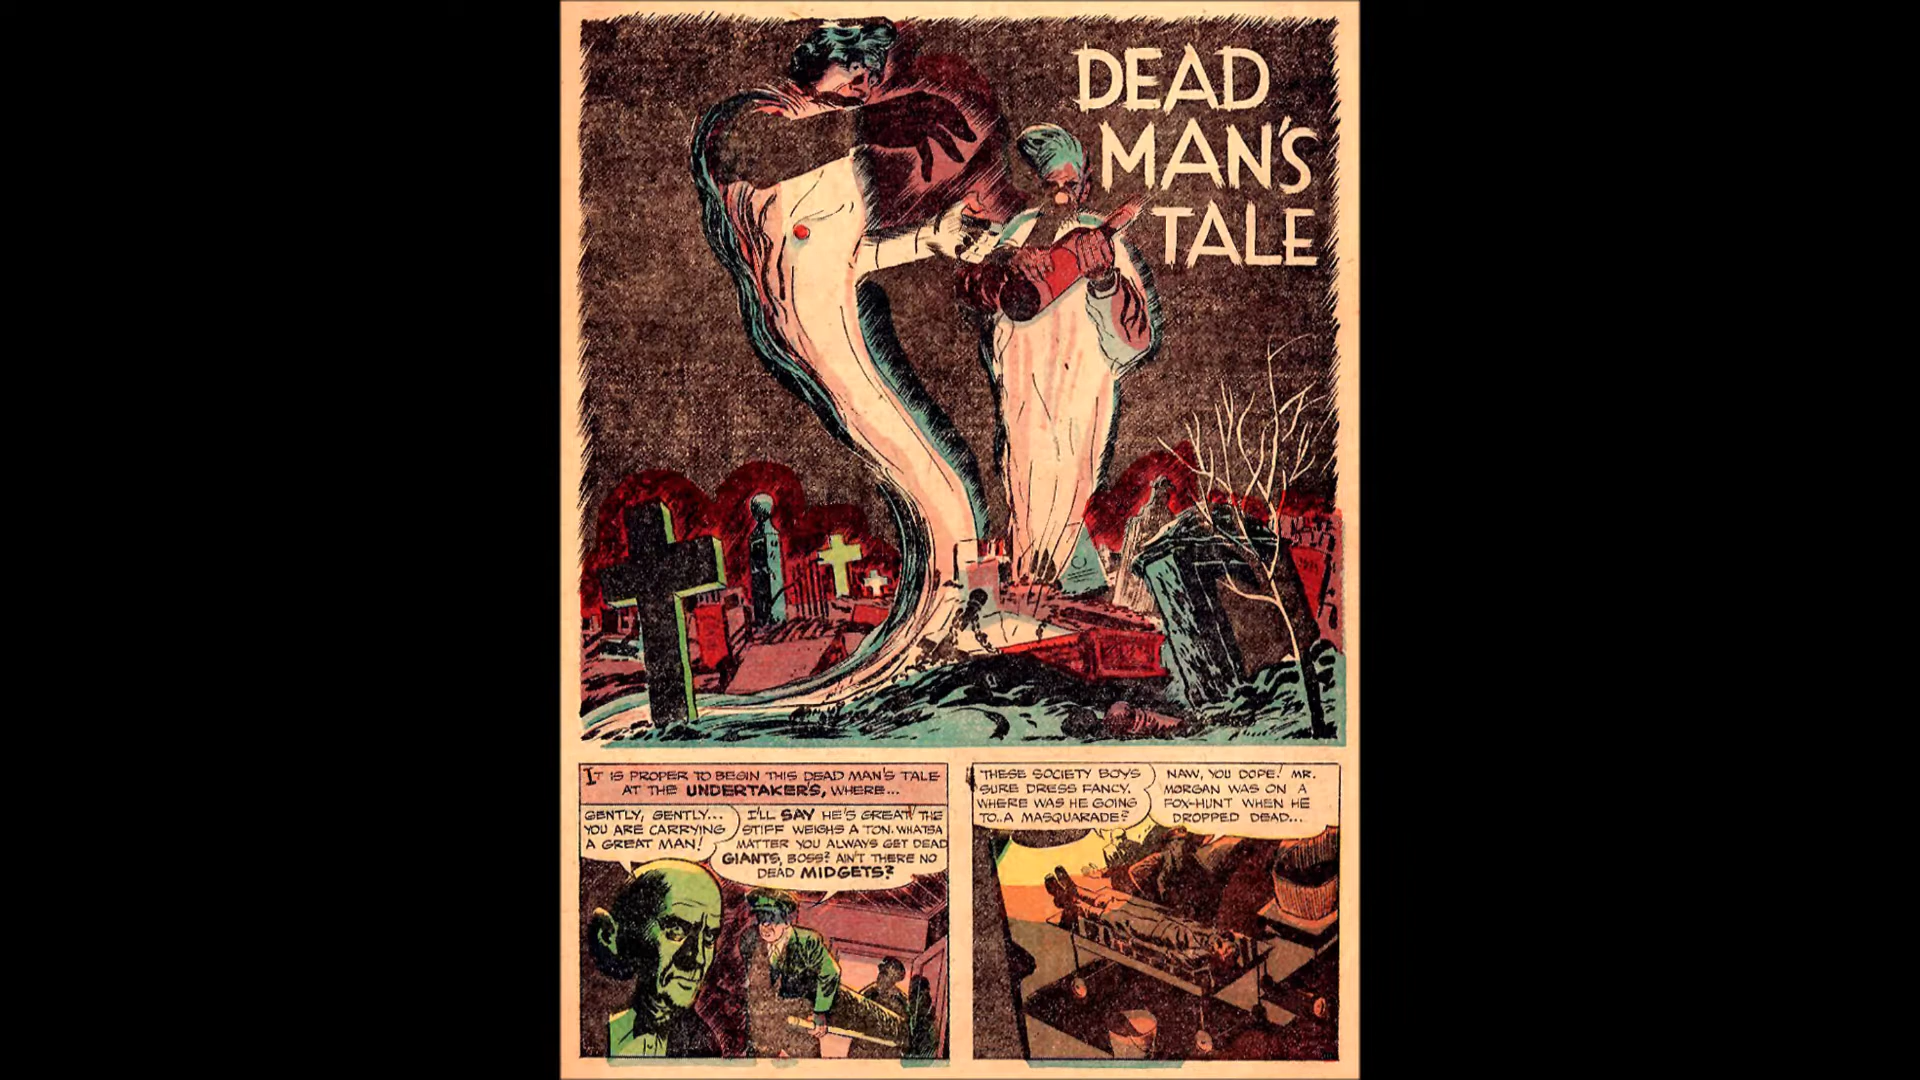 DEAD
MAN'S
TALE
IT IS PROPER TO BEGIN THIS DEAD MAN'S TALE
AT THE UNDERTAKER'S, WHERE...
GENTLY, GENTLY...
YOU ARE CARRYING
A GREAT MAN!
I'LL SAY HE'S GREAT! THE
STIFF WEIGHS A TON. WHATSA
MATTER YOU ALWAYS GET DEAD
GIANTS, BOSS? AIN'T THERE NO
DEAD MIDGETS?
THESE SOCIETY BOYS
SURE DRESS FANCY.
WHERE WAS HE GOING
TO..A MASQUARADE?
NAW, YOU DOPE! MR.
MORGAN WAS ON A
FOX-HUNT WHEN HE
DROPPED DEAD...